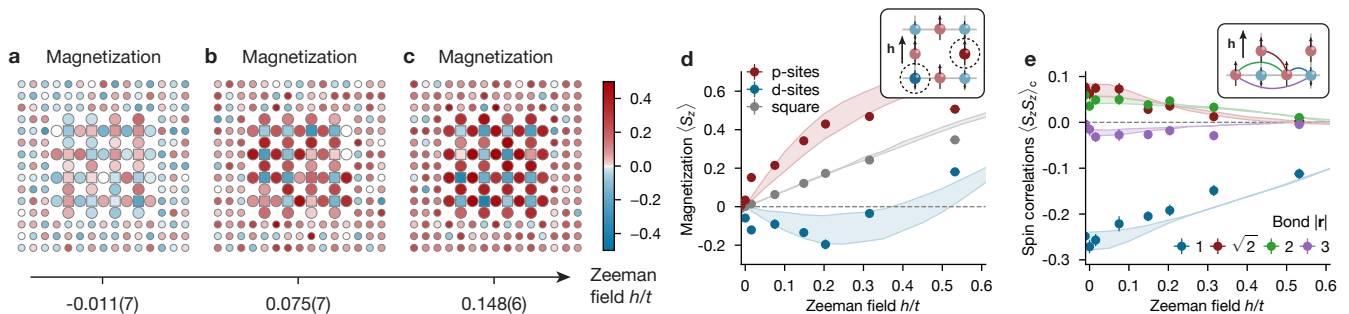 a Magnetization
b Magnetization
c Magnetization
0.4
0.2
0.0
−0.2
−0.4
-0.011(7)
0.075(7)
0.148(6)
Zeeman
field h/t
d
h
p-sites
d-sites
square
0.6
0.4
0.2
0
-0.2
Magnetization ⟨Sz⟩
0
0.1
0.2
0.3
0.4
0.5
0.6
Zeeman field h/t
e
h
0.1
0.0
-0.1
-0.2
-0.3
Spin correlations ⟨SzSz⟩c
Bond |r|
1 √2 2 3
0
0.1
0.2
0.3
0.4
0.5
0.6
Zeeman field h/t